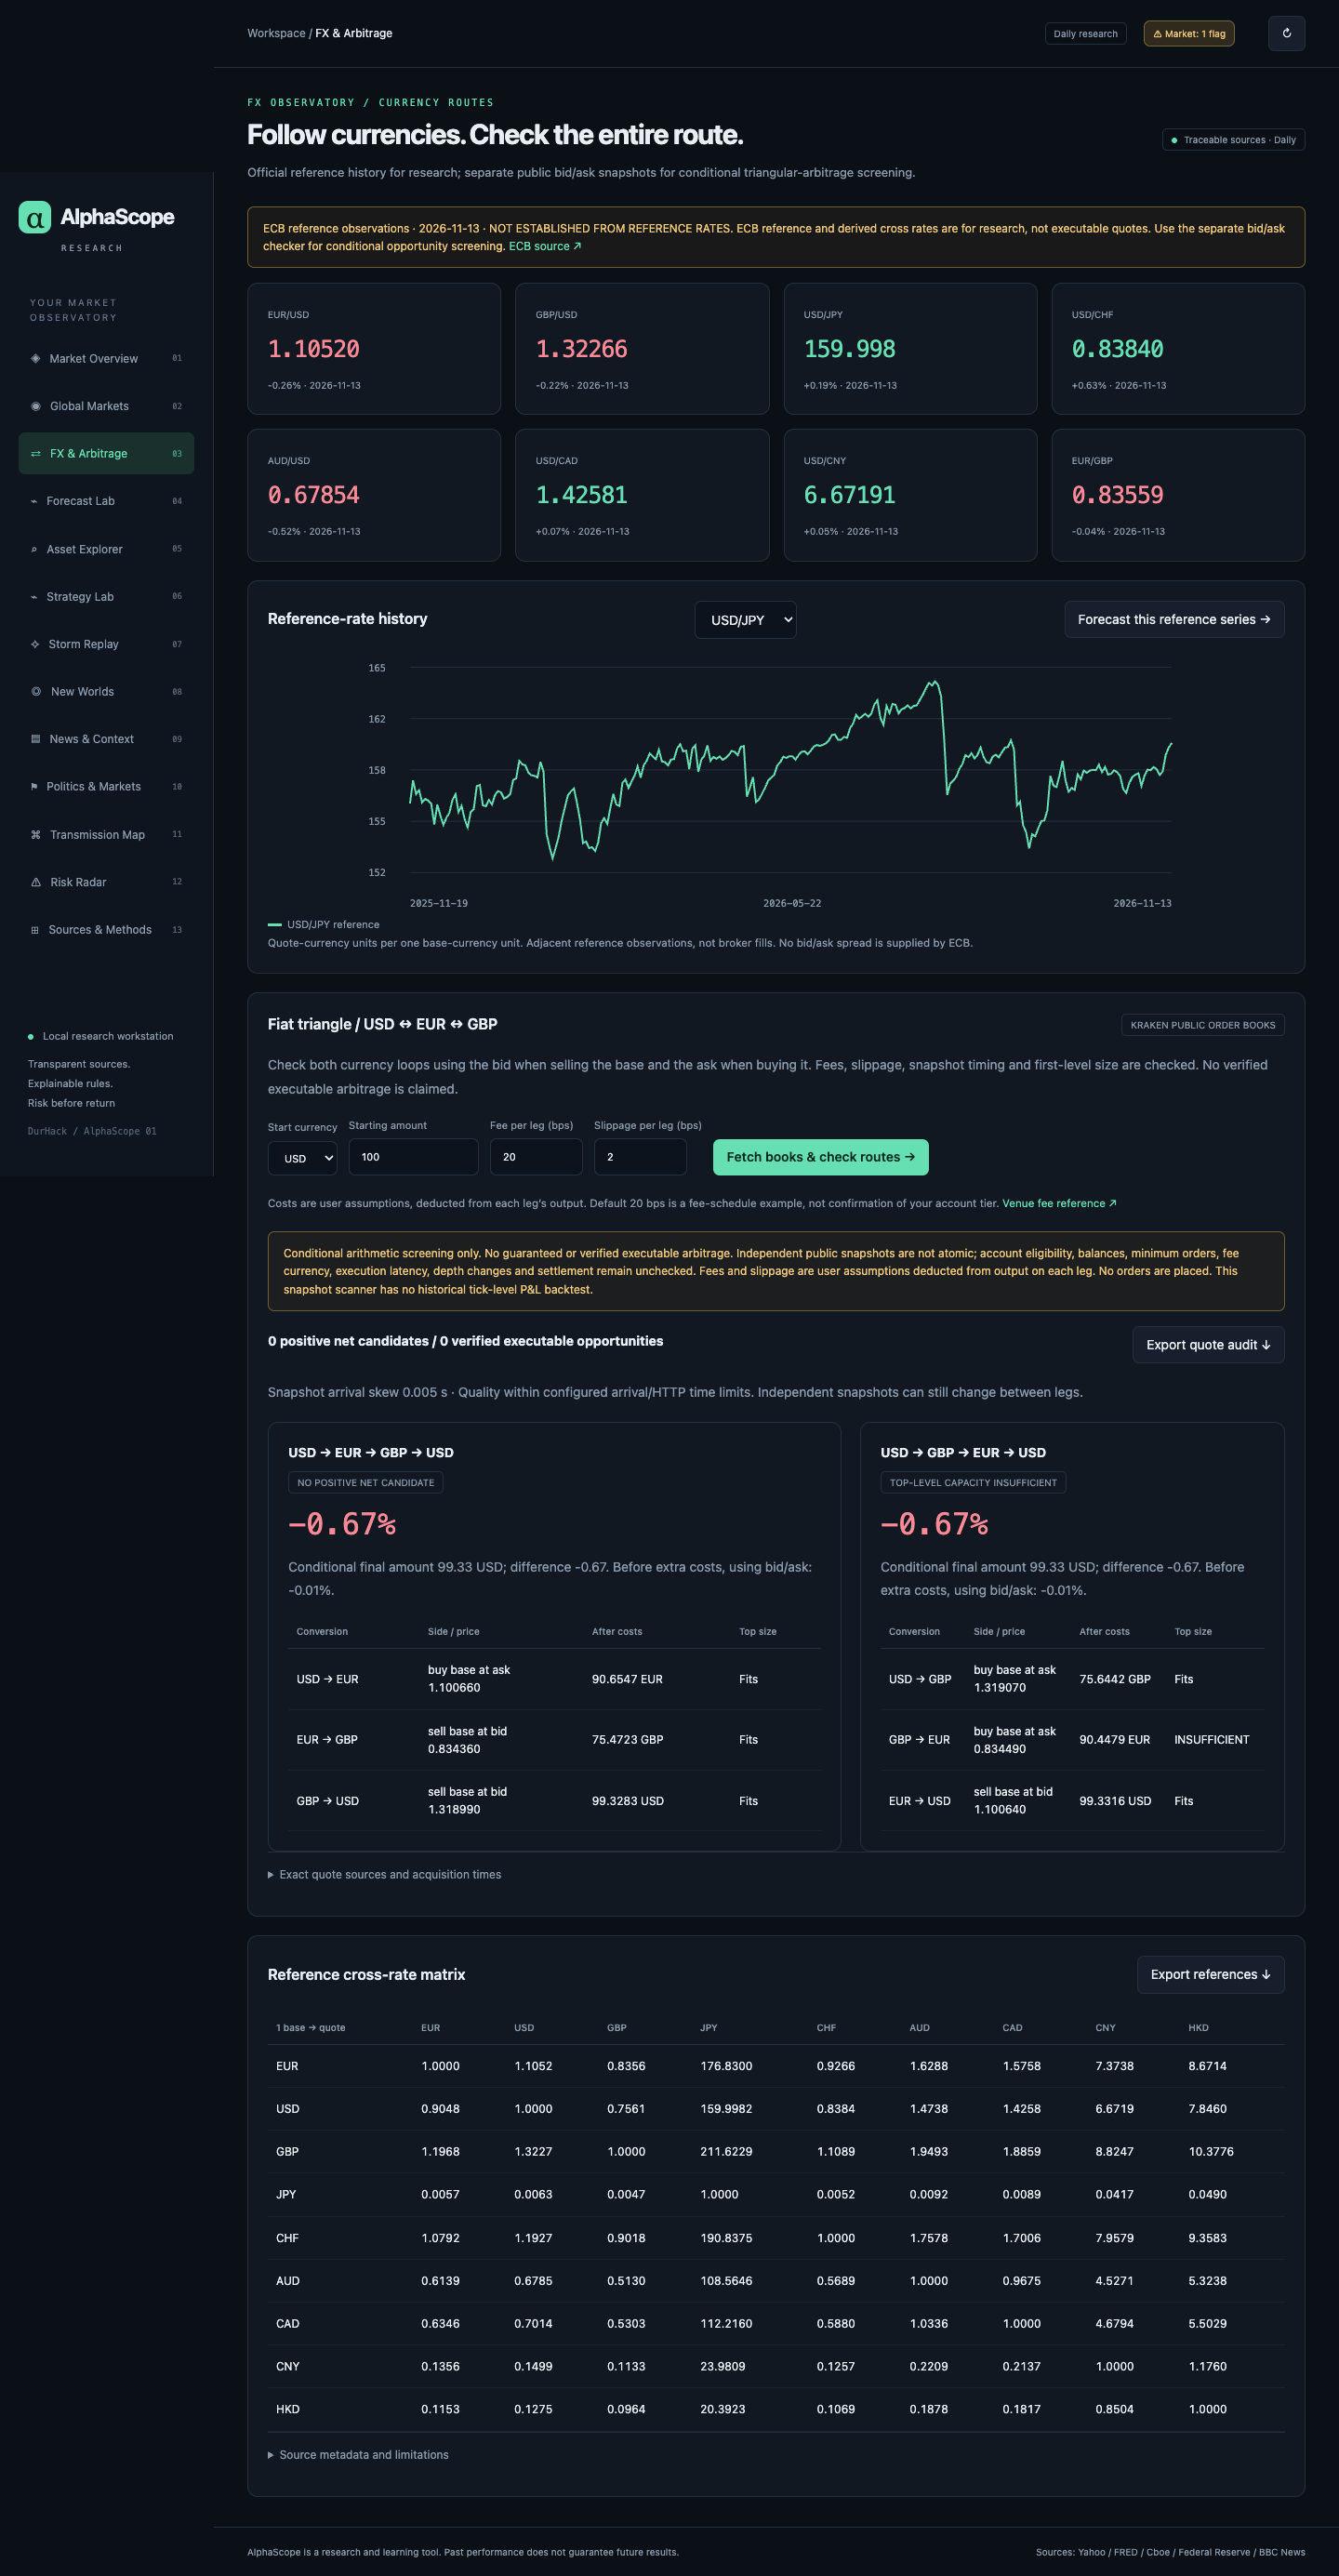 Workspace / FX & Arbitrage
Daily research
⚠ Market: 1 flag
↻
FX OBSERVATORY / CURRENCY ROUTES
Follow currencies. Check the entire route.
Traceable sources · Daily
Official reference history for research; separate public bid/ask snapshots for conditional triangular-arbitrage screening.
α AlphaScope
RESEARCH
YOUR MARKET
OBSERVATORY
Market Overview 01
Global Markets 02
FX & Arbitrage 03
Forecast Lab 04
Asset Explorer 05
Strategy Lab 06
Storm Replay 07
New Worlds 08
News & Context 09
Politics & Markets 10
Transmission Map 11
Risk Radar 12
Sources & Methods 13
Local research workstation
Transparent sources.
Explainable rules.
Risk before return
DurHack / AlphaScope 01
ECB reference observations · 2026-11-13 · NOT ESTABLISHED FROM REFERENCE RATES. ECB reference and derived cross rates are for research, not executable quotes. Use the separate bid/ask
checker for conditional opportunity screening. ECB source ↗
EUR/USD
1.10520
-0.26% · 2026-11-13
GBP/USD
1.32266
-0.22% · 2026-11-13
USD/JPY
159.998
+0.19% · 2026-11-13
USD/CHF
0.83840
+0.63% · 2026-11-13
AUD/USD
0.67854
-0.52% · 2026-11-13
USD/CAD
1.42581
+0.07% · 2026-11-13
USD/CNY
6.67191
+0.05% · 2026-11-13
EUR/GBP
0.83559
-0.04% · 2026-11-13
Reference-rate history
USD/JPY
Forecast this reference series →
165
162
158
155
152
2025-11-19 2026-05-22 2026-11-13
USD/JPY reference
Quote-currency units per one base-currency unit. Adjacent reference observations, not broker fills. No bid/ask spread is supplied by ECB.
Fiat triangle / USD ↔ EUR ↔ GBP
KRAKEN PUBLIC ORDER BOOKS
Check both currency loops using the bid when selling the base and the ask when buying it. Fees, slippage, snapshot timing and first-level size are checked. No verified
executable arbitrage is claimed.
Start currency Starting amount Fee per leg (bps) Slippage per leg (bps)
USD 100 20 2 Fetch books & check routes →
Costs are user assumptions, deducted from each leg's output. Default 20 bps is a fee-schedule example, not confirmation of your account tier. Venue fee reference ↗
Conditional arithmetic screening only. No guaranteed or verified executable arbitrage. Independent public snapshots are not atomic; account eligibility, balances, minimum orders, fee
currency, execution latency, depth changes and settlement remain unchecked. Fees and slippage are user assumptions deducted from output on each leg. No orders are placed. This
snapshot scanner has no historical tick-level P&L backtest.
0 positive net candidates / 0 verified executable opportunities
Export quote audit ↓
Snapshot arrival skew 0.005 s · Quality within configured arrival/HTTP time limits. Independent snapshots can still change between legs.
USD → EUR → GBP → USD
NO POSITIVE NET CANDIDATE
−0.67%
Conditional final amount 99.33 USD; difference -0.67. Before extra costs, using bid/ask:
-0.01%.
Conversion Side / price After costs Top size
USD → EUR buy base at ask 1.100660 90.6547 EUR Fits
EUR → GBP sell base at bid 0.834360 75.4723 GBP Fits
GBP → USD sell base at bid 1.318990 99.3283 USD Fits
USD → GBP → EUR → USD
TOP-LEVEL CAPACITY INSUFFICIENT
−0.67%
Conditional final amount 99.33 USD; difference -0.67. Before
extra costs, using bid/ask: -0.01%.
Conversion Side / price After costs Top size
USD → GBP buy base at ask 1.319070 75.6442 GBP Fits
GBP → EUR buy base at ask 0.834490 90.4479 EUR INSUFFICIENT
EUR → USD sell base at bid 1.100640 99.3316 USD Fits
▶ Exact quote sources and acquisition times
Reference cross-rate matrix
Export references ↓
1 base → quote EUR USD GBP JPY CHF AUD CAD CNY HKD
EUR 1.0000 1.1052 0.8356 176.8300 0.9266 1.6288 1.5758 7.3738 8.6714
USD 0.9048 1.0000 0.7561 159.9982 0.8384 1.4738 1.4258 6.6719 7.8460
GBP 1.1968 1.3227 1.0000 211.6229 1.1089 1.9493 1.8859 8.8247 10.3776
JPY 0.0057 0.0063 0.0047 1.0000 0.0052 0.0092 0.0089 0.0417 0.0490
CHF 1.0792 1.1927 0.9018 190.8375 1.0000 1.7578 1.7006 7.9579 9.3583
AUD 0.6139 0.6785 0.5130 108.5646 0.5689 1.0000 0.9675 4.5271 5.3238
CAD 0.6346 0.7014 0.5303 112.2160 0.5880 1.0336 1.0000 4.6794 5.5029
CNY 0.1356 0.1499 0.1133 23.9809 0.1257 0.2209 0.2137 1.0000 1.1760
HKD 0.1153 0.1275 0.0964 20.3923 0.1069 0.1878 0.1817 0.8504 1.0000
▶ Source metadata and limitations
AlphaScope is a research and learning tool. Past performance does not guarantee future results.
Sources: Yahoo / FRED / Cboe / Federal Reserve / BBC News